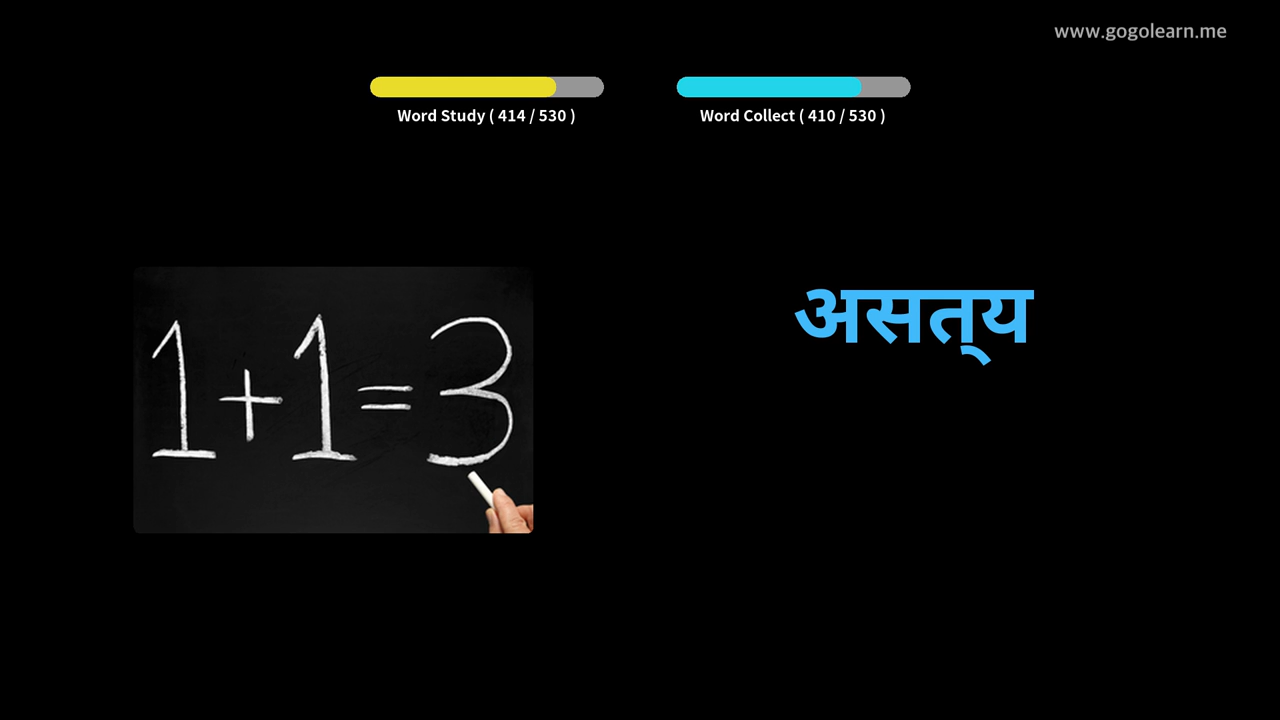 www.gogolearn.me
Word Study ( 414 / 530 )
Word Collect ( 410 / 530 )
असत्‌य
1+1=3